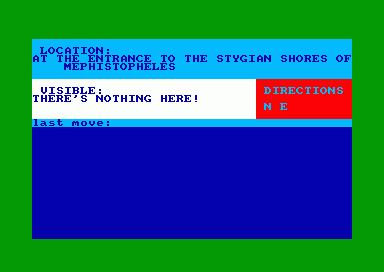 LOCATION:
AT THE ENTRANCE TO THE STYGIAN SHORES OF
MEPHISTOPHELES
VISIBLE:
THERE'S NOTHING HERE!
DIRECTIONS
N E
last move: